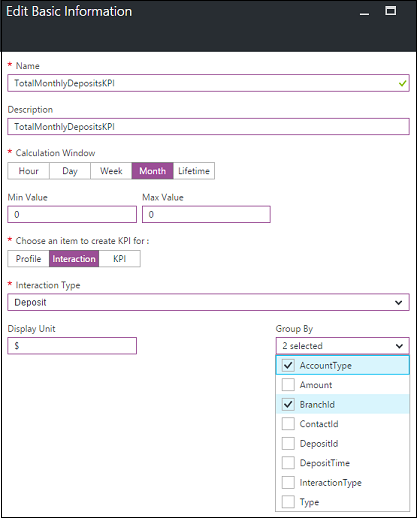 Edit Basic Information
* Name
TotalMonthlyDepositsKPI
Description
TotalMonthlyDepositsKPI
* Calculation Window
Hour Day Week Month Lifetime
Min Value Max Value
0 0
* Choose an item to create KPI for :
Profile Interaction KPI
* Interaction Type
Deposit
Display Unit Group By
$ 2 selected
AccountType
Amount
BranchId
ContactId
DepositId
DepositTime
InteractionType
Type